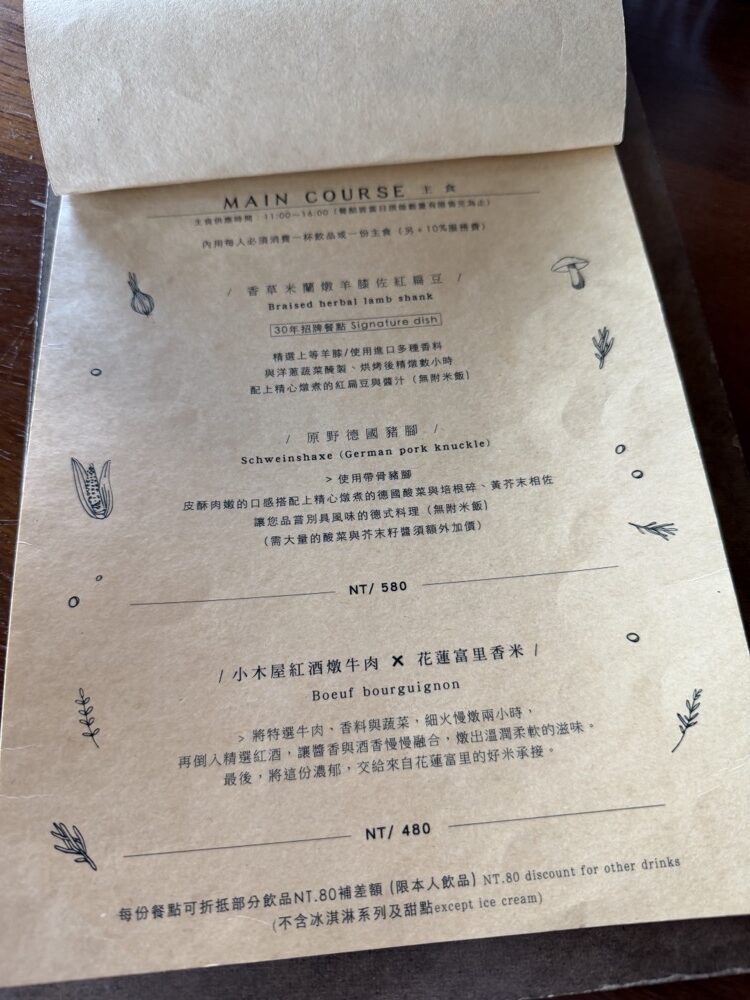 MAIN COURSE 主食
主食供應時間:11:00~16:00(餐點將當日供餐數量有限售完為止)
內用每人必須消費一杯飲品或一份主食(另+10%服務費)
/ 香草米蘭燉羊膝佐紅扁豆 /
Braised herbal lamb shank
30年招牌餐點 Signature dish
精選上等羊膝/使用進口多種香料
與洋蔥蔬菜醃製、烘烤後精燉數小時
配上精心燉煮的紅扁豆與醬汁(無附米飯)
/ 原野德國豬腳 /
Schweinshaxe (German pork knuckle)
> 使用帶骨豬腳
皮酥肉嫩的口感搭配上精心燉煮的德國酸菜與培根碎、黃芥末相佐
讓您品嘗別具風味的德式料理(無附米飯)
(需大量的酸菜與芥末籽醬須額外加價)
NT/ 580
/ 小木屋紅酒燉牛肉 × 花蓮富里香米 /
Boeuf bourguignon
> 將特選牛肉、香料與蔬菜,細火慢燉兩小時,
再倒入精選紅酒,讓醬香與酒香慢慢融合,燉出溫潤柔軟的滋味。
最後,將這份濃郁,交給來自花蓮富里的好米承接。
NT/ 480
每份餐點可折抵部分飲品NT.80補差額(限本人飲品) NT.80 discount for other drinks
(不含冰淇淋系列及甜點except ice cream)